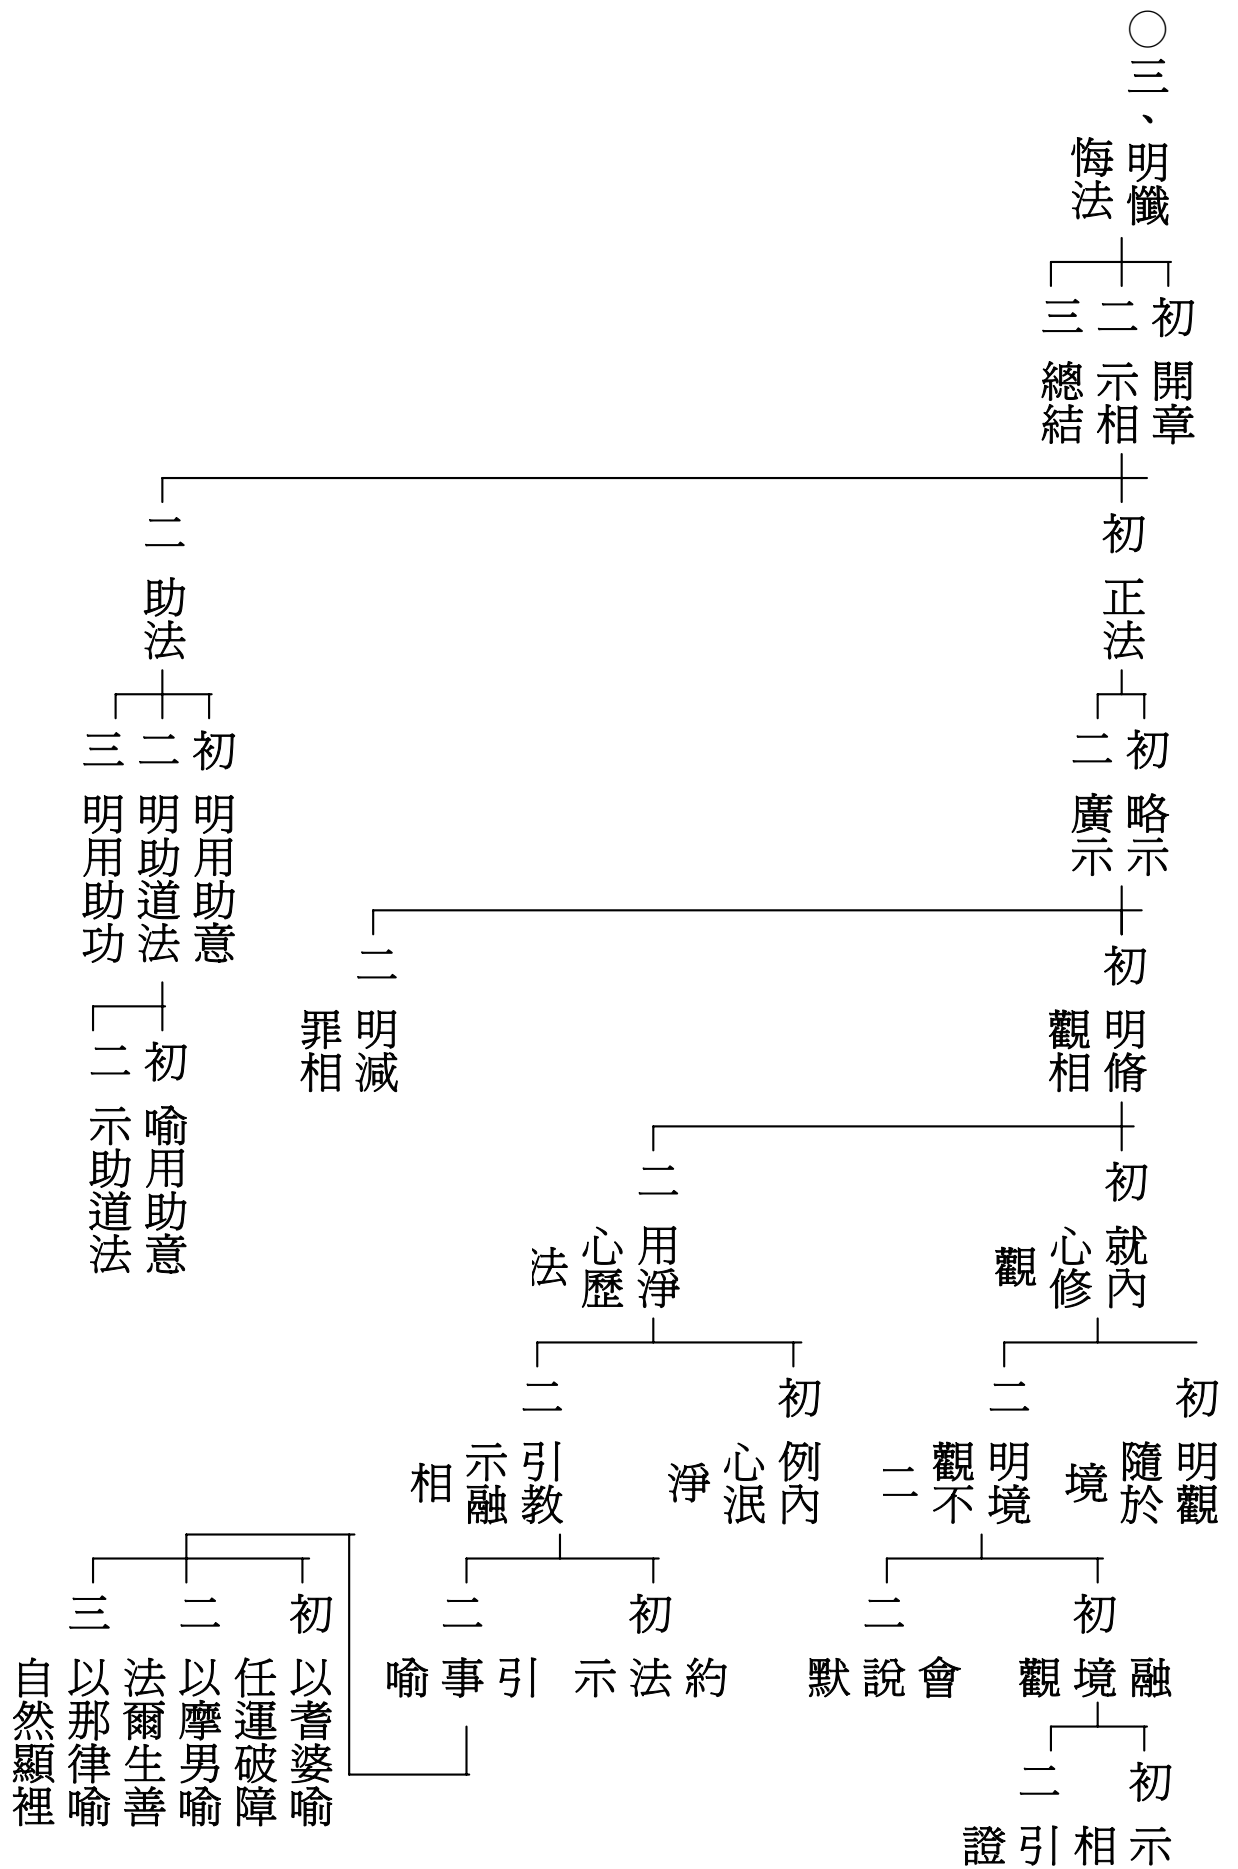 ○三、明懺悔法
初 開章
二 示相
三 總結
初 正法
二 助法
初 略示
二 廣示
初 明用助意
二 明助道法
三 明用助功
初 明脩觀相
二 明減罪相
初 喻用助意
二 示助道法
初 就內心修觀
二 用淨心歷法
初 明觀隨於境
二 明境觀不二
初 例內心泯淨
二 引教示融相
初 融境觀
二 會說默
初 約法示
二 引事喻
初 以耆婆喻任運破障
二 以摩男喻法爾生善
三 以那律喻自然顯裡
初 示相
二 引證